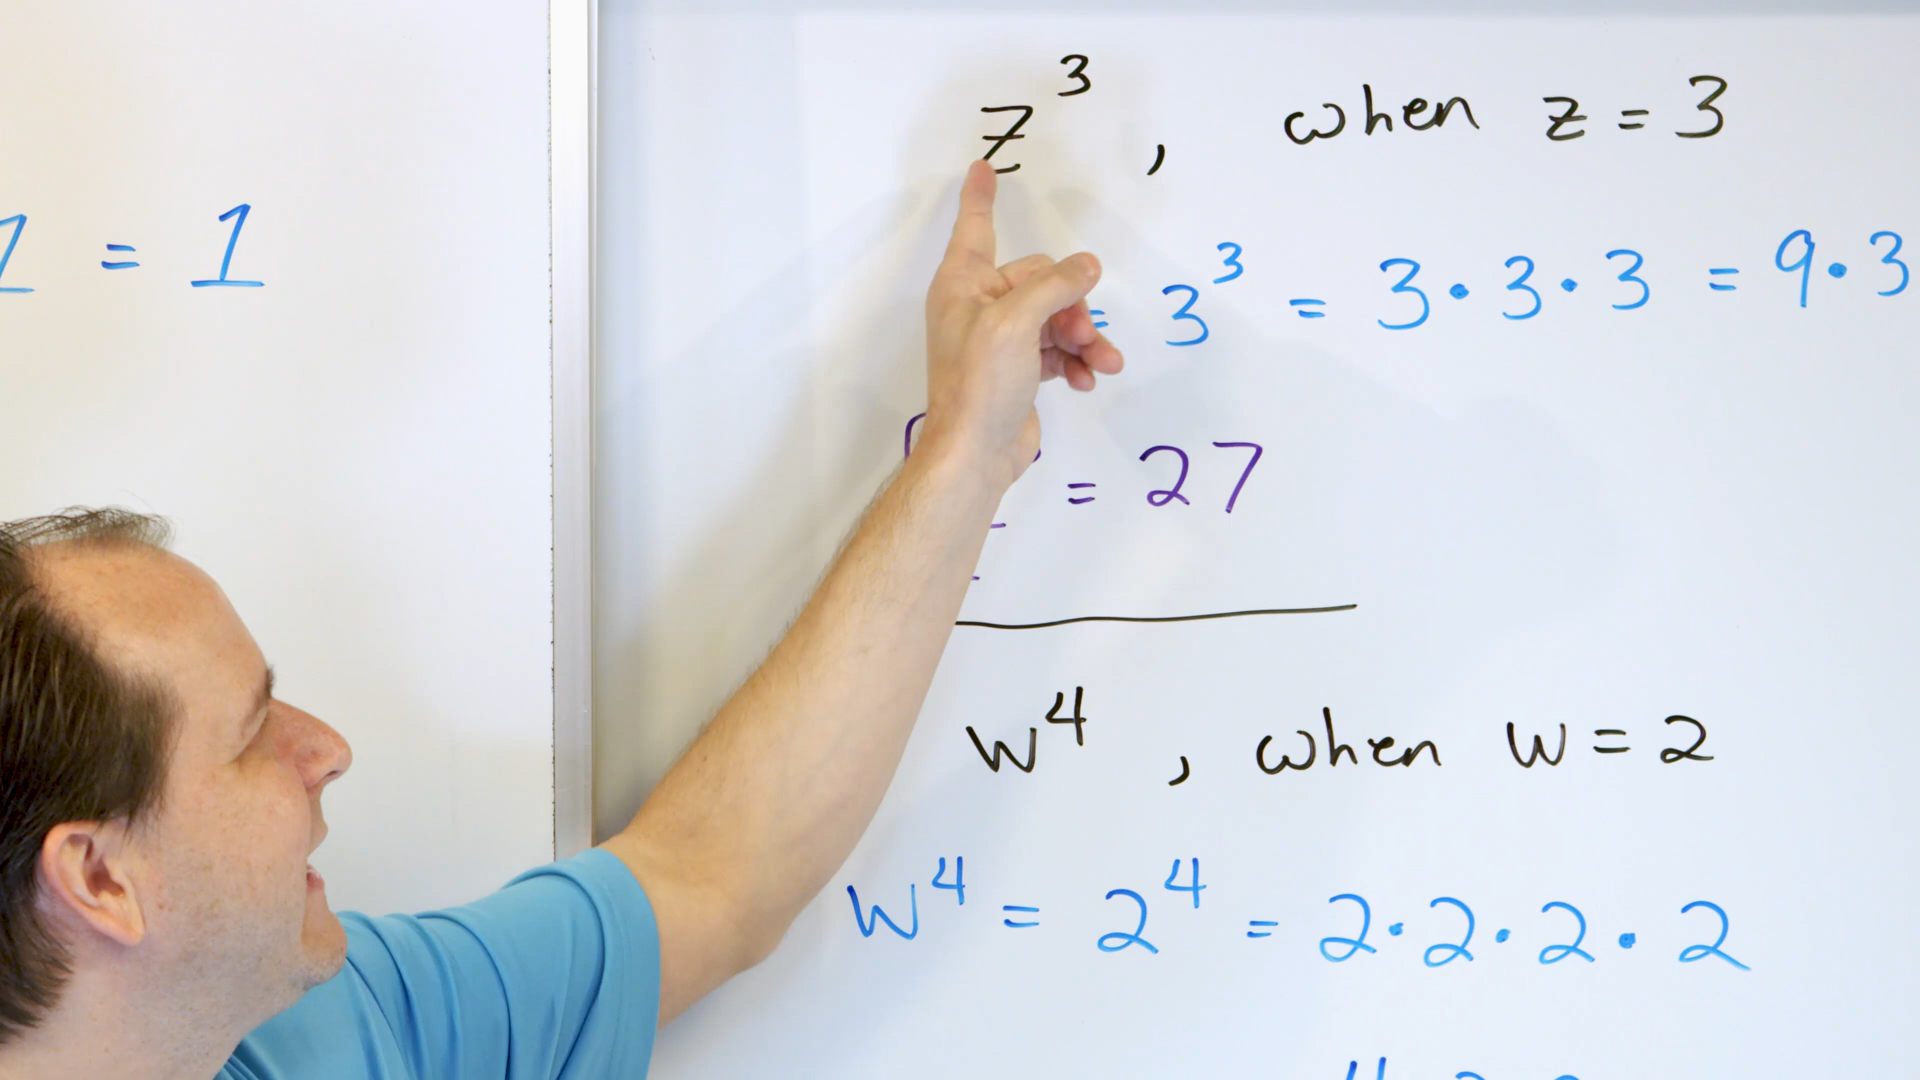 1 = 1
z³ , when z = 3
= 3³ = 3·3·3 = 9·3
= 27
w⁴ , when w = 2
w⁴ = 2⁴ = 2·2·2·2